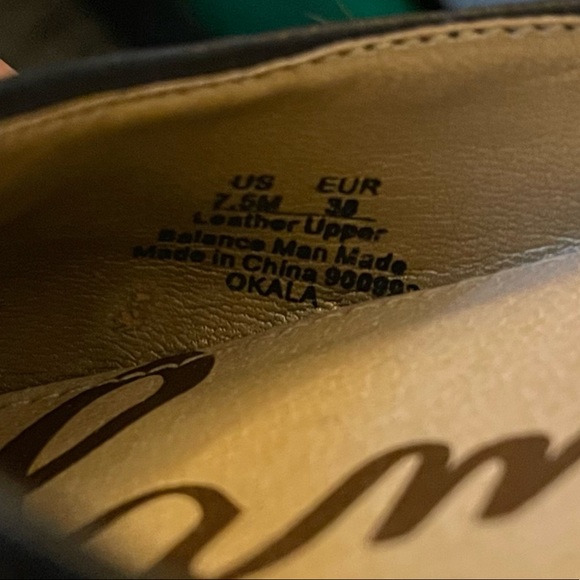 US EUR
7.5M 38
Leather Upper
Balance Man Made
Made in China
OKALA